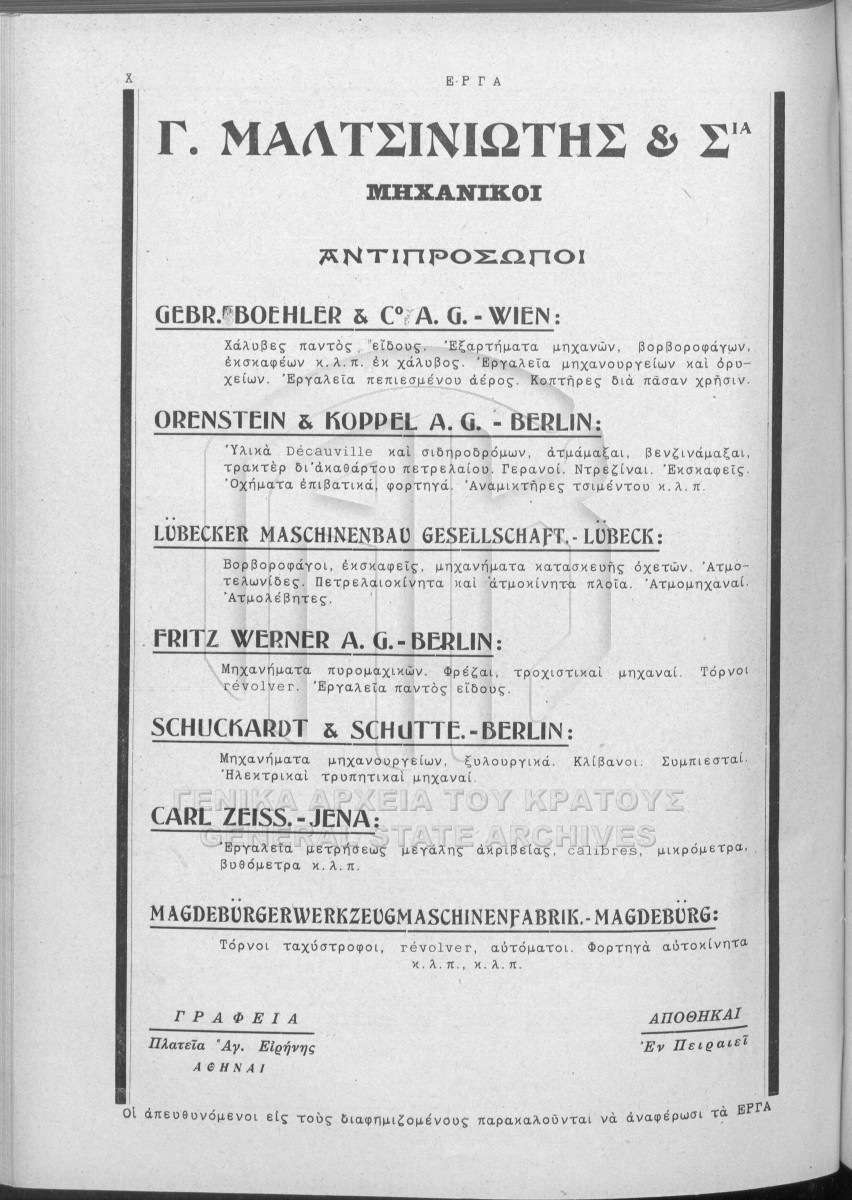 X
Ε·Ρ Γ Α
Γ. ΜΑΛΤΣΙΝΙΩΤΗΣ & ΣΙΑ
ΜΗΧΑΝΙΚΟΙ
ΑΝΤΙΠΡΟΣΩΠΟΙ
GEBR. BOEHLER & Cº A. G. - WIEN:
Χάλυβες παντὸς εἴδους. Ἐξαρτήματα μηχανῶν, βορβοροφάγων,
ἐκσκαφέων κ.λ.π. ἐκ χάλυβος. Ἐργαλεῖα μηχανουργείων καὶ ὀρυ-
χείων. Ἐργαλεῖα πεπιεσμένου ἀέρος. Κοπτῆρες διὰ πᾶσαν χρῆσιν.
ORENSTEIN & KOPPEL A. G. - BERLIN:
Ὑλικὰ Décauville καὶ σιδηροδρόμων, ἀτμάμαξαι, βενζινάμαξαι,
τρακτὲρ δι'ἀκαθάρτου πετρελαίου. Γερανοί. Ντρεζίναι. Ἐκσκαφεῖς.
Ὀχήματα ἐπιβατικά, φορτηγά. Ἀναμικτῆρες τσιμέντου κ.λ.π.
LÜBECKER MASCHINENBAU GESELLSCHAFT.- LÜBECK:
Βορβοροφάγοι, ἐκσκαφεῖς, μηχανήματα κατασκευῆς ὀχετῶν. Ἀτμο-
τελωνίδες. Πετρελαιοκίνητα καὶ ἀτμοκίνητα πλοῖα. Ἀτμομηχαναί.
Ἀτμολέβητες.
FRITZ WERNER A. G.-BERLIN:
Μηχανήματα πυρομαχικῶν. Φρέζαι, τροχιστικαὶ μηχαναί. Τόρνοι
révolver. Ἐργαλεῖα παντὸς εἴδους.
SCHUCKARDT & SCHUTTE.-BERLIN:
Μηχανήματα μηχανουργείων, ξυλουργικά. Κλίβανοι. Συμπιεσταί.
Ἠλεκτρικαὶ τρυπητικαὶ μηχαναί.
ΓΕΝΙΚΑ ΑΡΧΕΙΑ ΤΟΥ ΚΡΑΤΟΥΣ
CARL ZEISS.-JENA:
GENERAL STATE ARCHIVES
Ἐργαλεῖα μετρήσεως μεγάλης ἀκριβείας, calibres, μικρόμετρα,
βυθόμετρα κ.λ.π.
MAGDEBÜRGERWERKZEUGMASCHINENFABRIK.-MAGDEBÜRG:
Τόρνοι ταχύστροφοι, révolver, αὐτόματοι. Φορτηγὰ αὐτοκίνητα
κ.λ.π., κ.λ.π.
ΓΡΑΦΕΙΑ
Πλατεῖα Ἁγ. Εἰρήνης
ΑΘΗΝΑΙ
ΑΠΟΘΗΚΑΙ
Ἐν Πειραιεῖ
Οἱ ἀπευθυνόμενοι εἰς τοὺς διαφημιζομένους παρακαλοῦνται νὰ ἀναφέρωσι τὰ ΕΡΓΑ